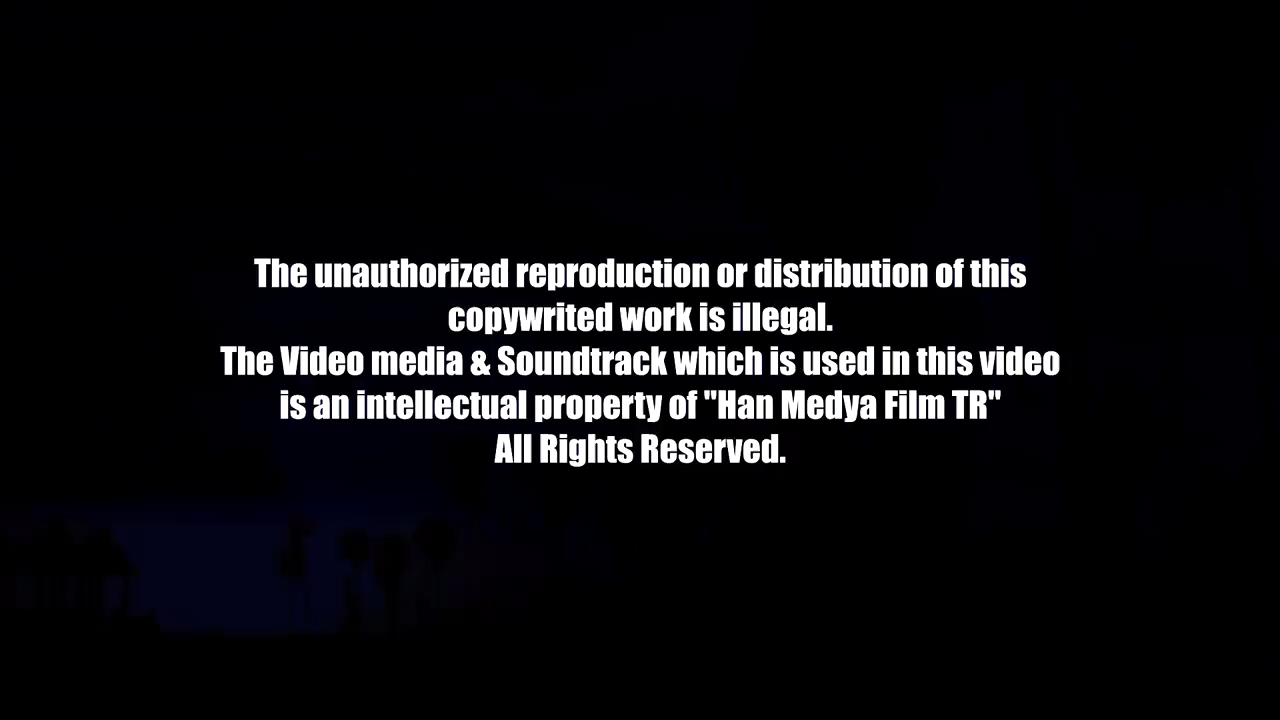 The unauthorized reproduction or distribution of this
copywrited work is illegal.
The Video media & Soundtrack which is used in this video
is an intellectual property of "Han Medya Film TR"
All Rights Reserved.